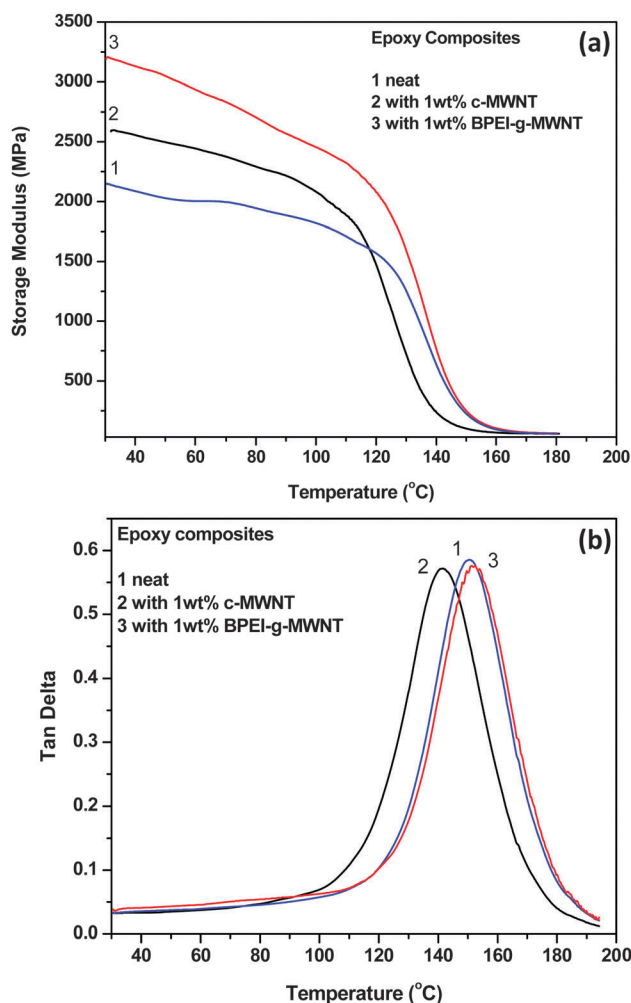 (a)
Epoxy Composites
1 neat
2 with 1wt% c-MWNT
3 with 1wt% BPEI-g-MWNT
3
2
1
Storage Modulus (MPa)
3500
3000
2500
2000
1500
1000
500
40 60 80 100 120 140 160 180 200
Temperature (°C)
(b)
Epoxy composites
1 neat
2 with 1wt% c-MWNT
3 with 1wt% BPEI-g-MWNT
2 1 3
Tan Delta
0.6
0.5
0.4
0.3
0.2
0.1
0.0
40 60 80 100 120 140 160 180 200
Temperature (°C)